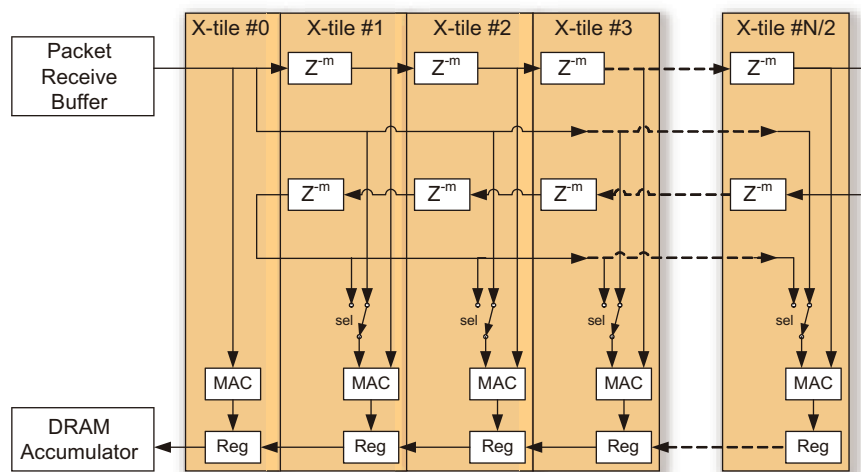 X-tile #0
X-tile #1
X-tile #2
X-tile #3
X-tile #N/2
Packet
Receive
Buffer
Z-m
Z-m
Z-m
Z-m
Z-m
Z-m
Z-m
Z-m
sel
sel
sel
sel
MAC
MAC
MAC
MAC
MAC
DRAM
Accumulator
Reg
Reg
Reg
Reg
Reg